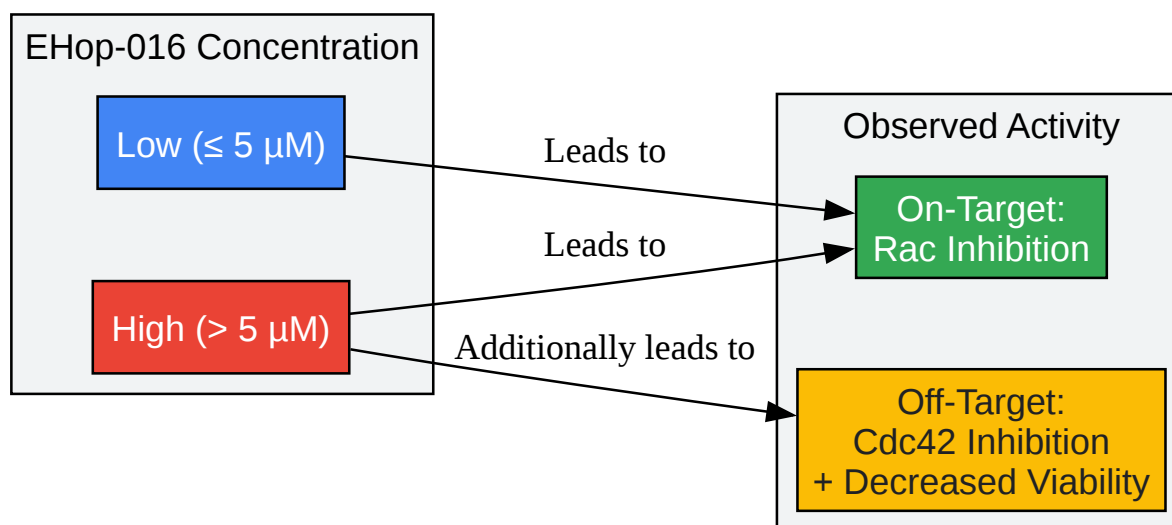 EHop-016 Concentration
Low (≤ 5 µM)
High (> 5 µM)
Leads to
Leads to
Additionally leads to
Observed Activity
On-Target:
Rac Inhibition
Off-Target:
Cdc42 Inhibition
+ Decreased Viability